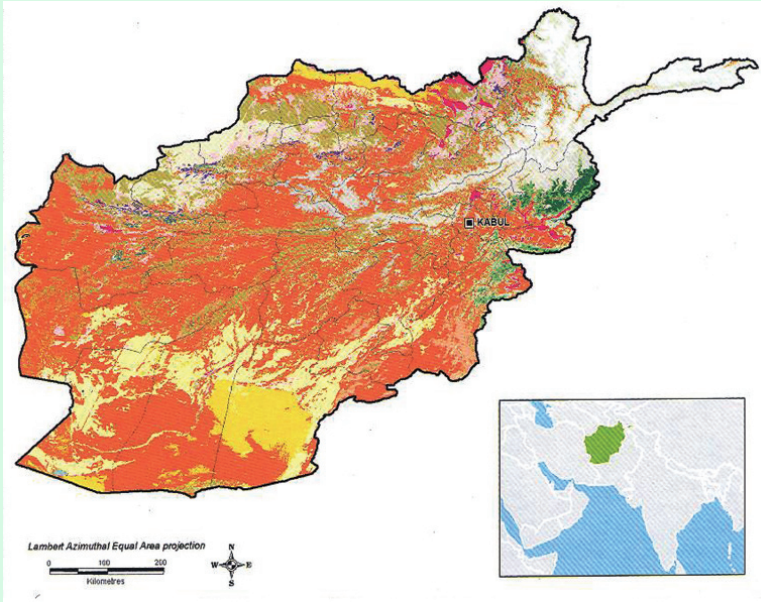 KABUL
Lambert Azimuthal Equal Area projection
0 100 200
Kilometres
N
W E
S